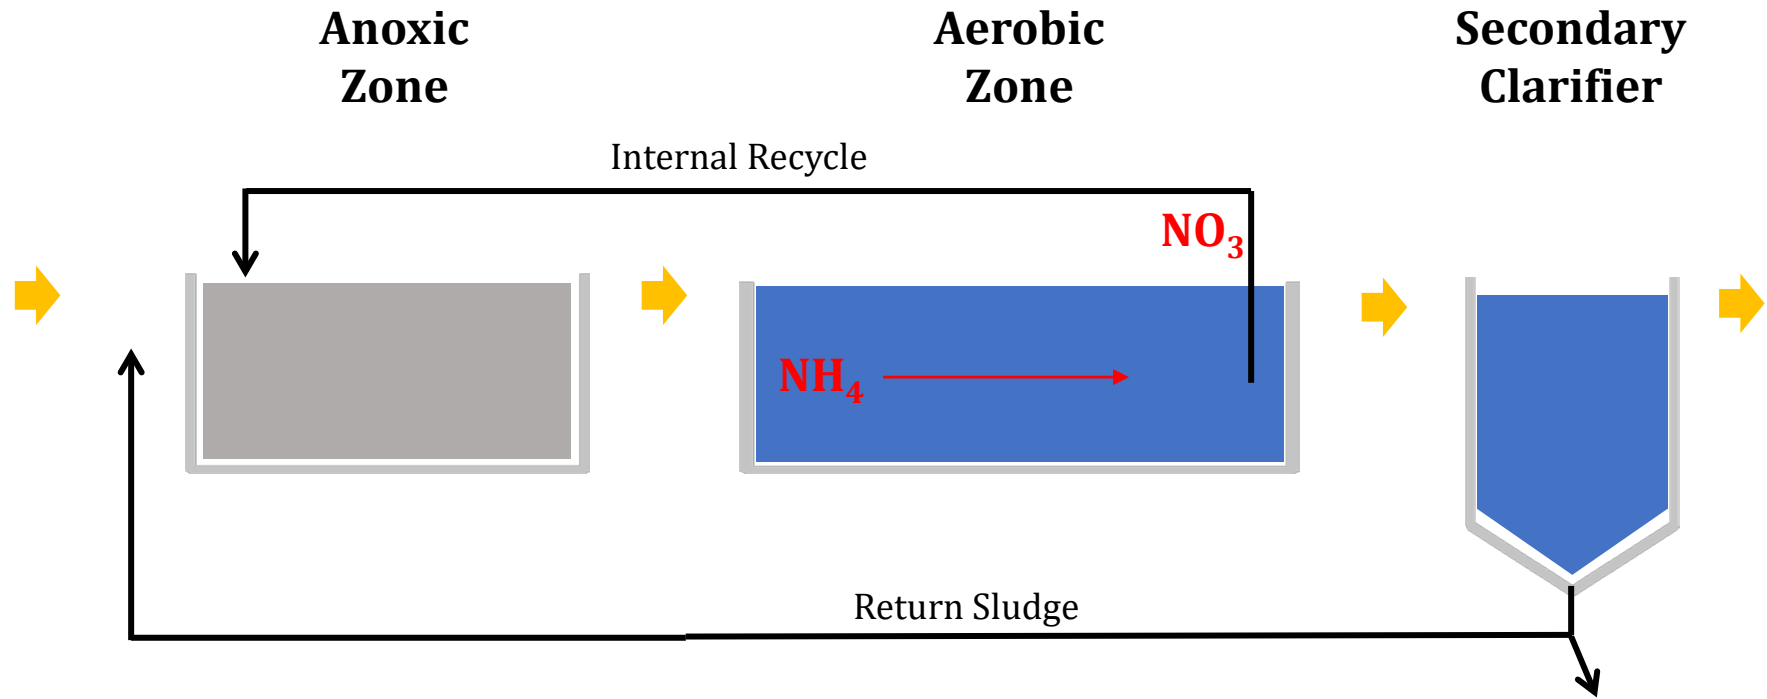 Anoxic
Zone
Aerobic
Zone
Secondary
Clarifier
Internal Recycle
NO₃
NH₄
Return Sludge